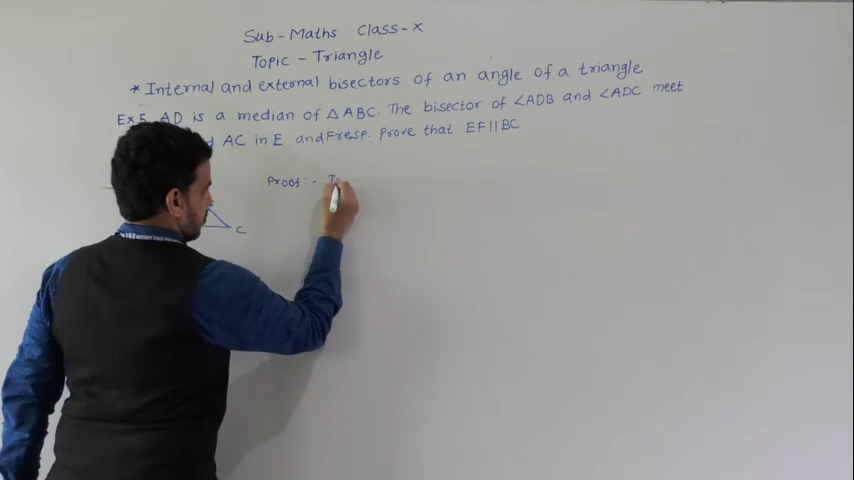 Sub - Maths Class - X
Topic - Triangle
* Internal and external bisectors of an angle of a triangle
Ex 5. AD is a median of △ABC. The bisector of ∠ADB and ∠ADC meet
AC in E and F resp. Prove that EF||BC
Proof :-
C